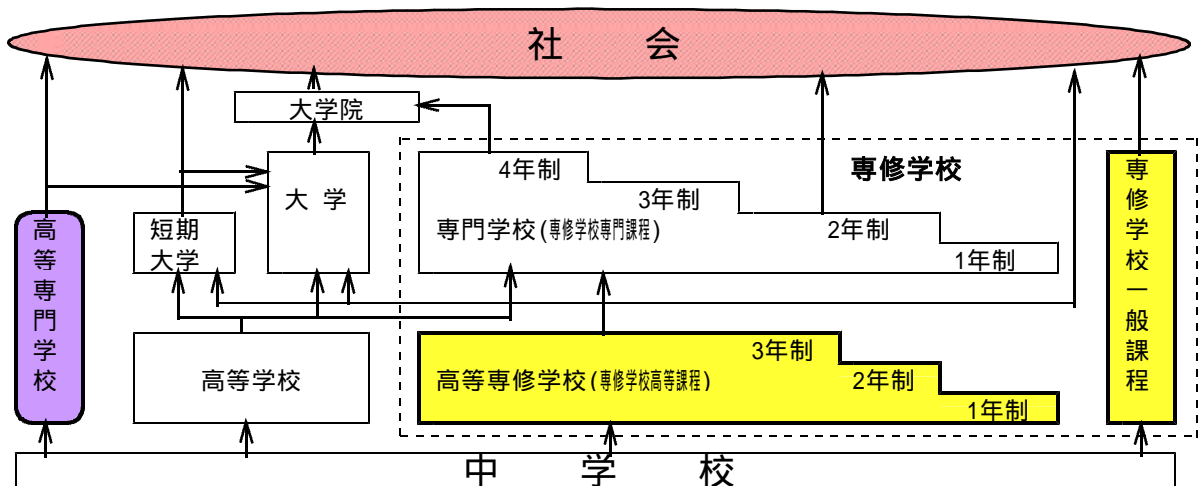 社　会
大学院
4年制
専修学校
3年制
大 学
専門学校(専修学校専門課程)
2年制
1年制
短期
大学
高等専門学校
専修学校一般課程
3年制
高等学校
高等専修学校(専修学校高等課程)
2年制
1年制
中　学　校